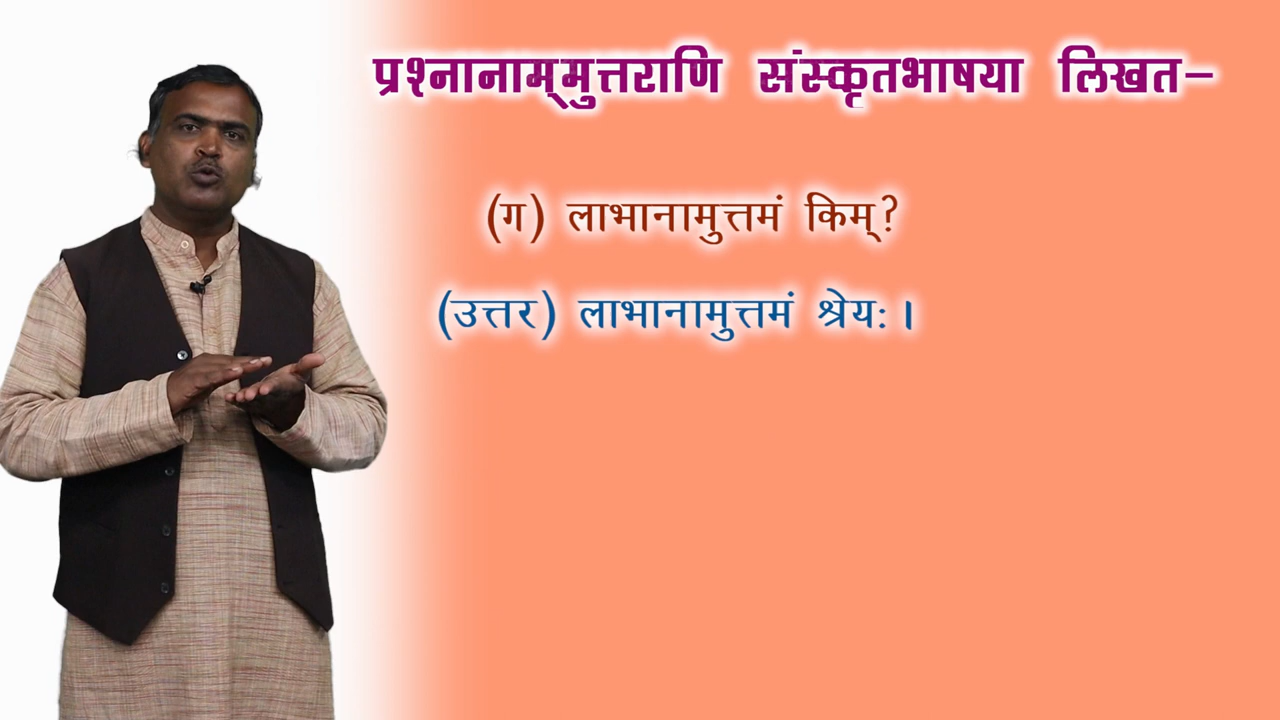 प्रश्नानाम्मुत्तराणि संस्कृतभाषया लिखत–
(ग) लाभानामुत्तमं किम्?
(उत्तर) लाभानामुत्तमं श्रेयः।